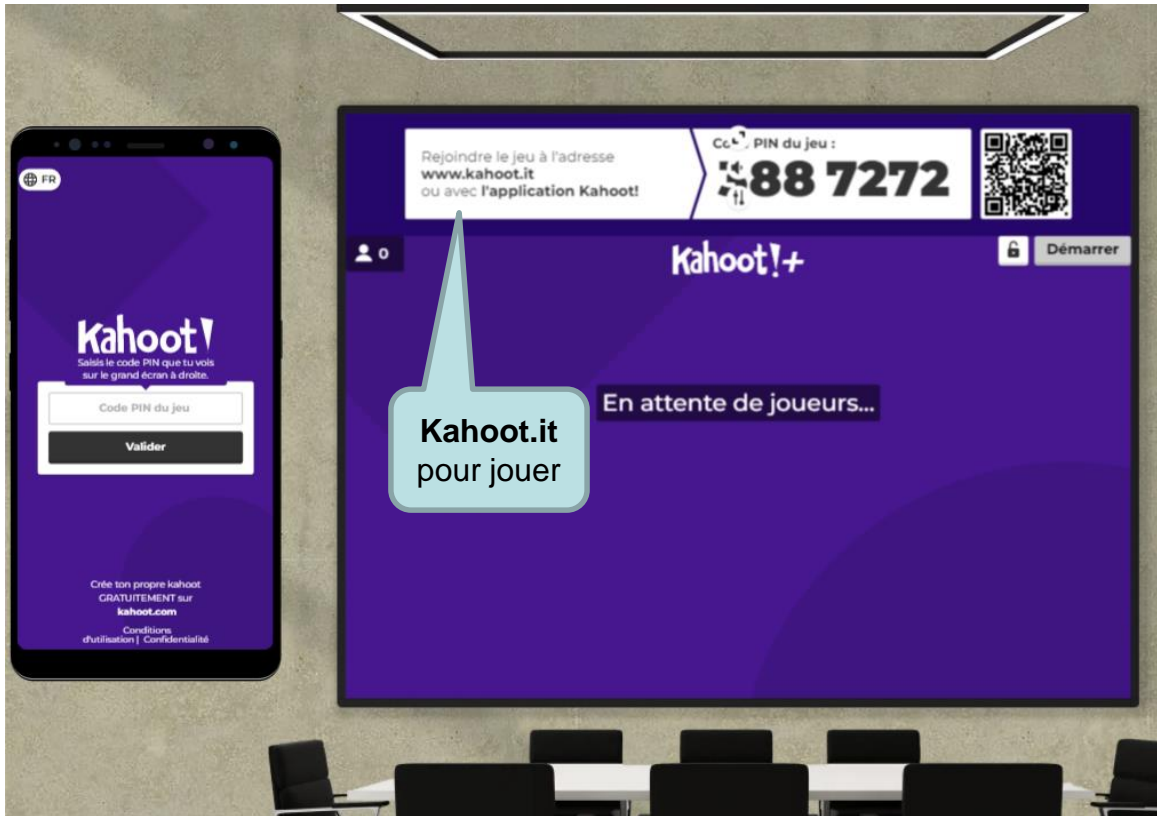 FR
Kahoot!
Saisis le code PIN que tu vois
sur le grand écran à droite.
Code PIN du jeu
Valider
Crée ton propre kahoot
GRATUITEMENT sur
kahoot.com
Conditions
d'utilisation | Confidentialité
Rejoindre le jeu à l'adresse
www.kahoot.it
ou avec l'application Kahoot!
PIN du jeu :
88 7272
0
Kahoot!+
Démarrer
En attente de joueurs...
Kahoot.it
pour jouer